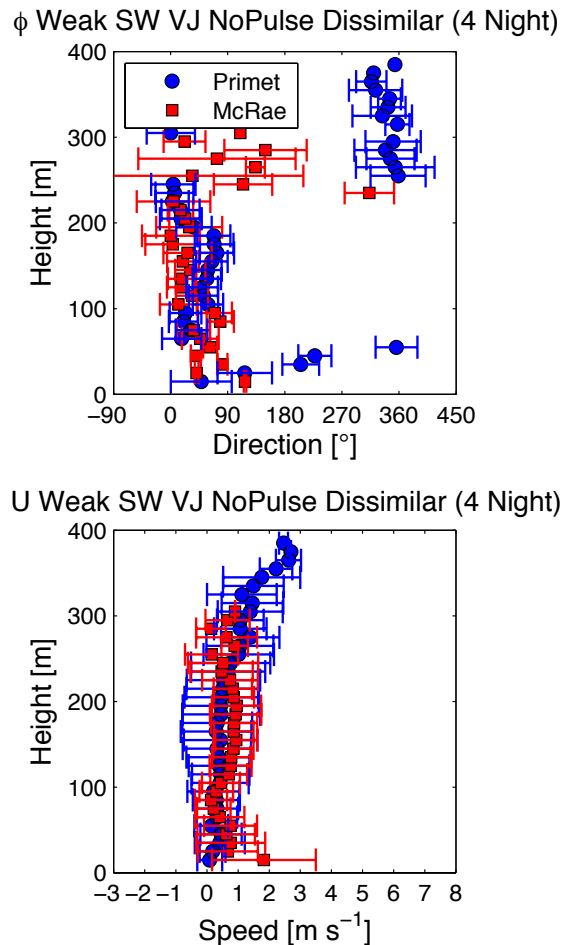 ϕ Weak SW VJ NoPulse Dissimilar (4 Night)
400
300
200
100
0
Height [m]
Primet
McRae
−90 0 90 180 270 360 450
Direction [°]
U Weak SW VJ NoPulse Dissimilar (4 Night)
400
300
200
100
0
Height [m]
−3 −2 −1 0 1 2 3 4 5 6 7 8
Speed [m s⁻¹]